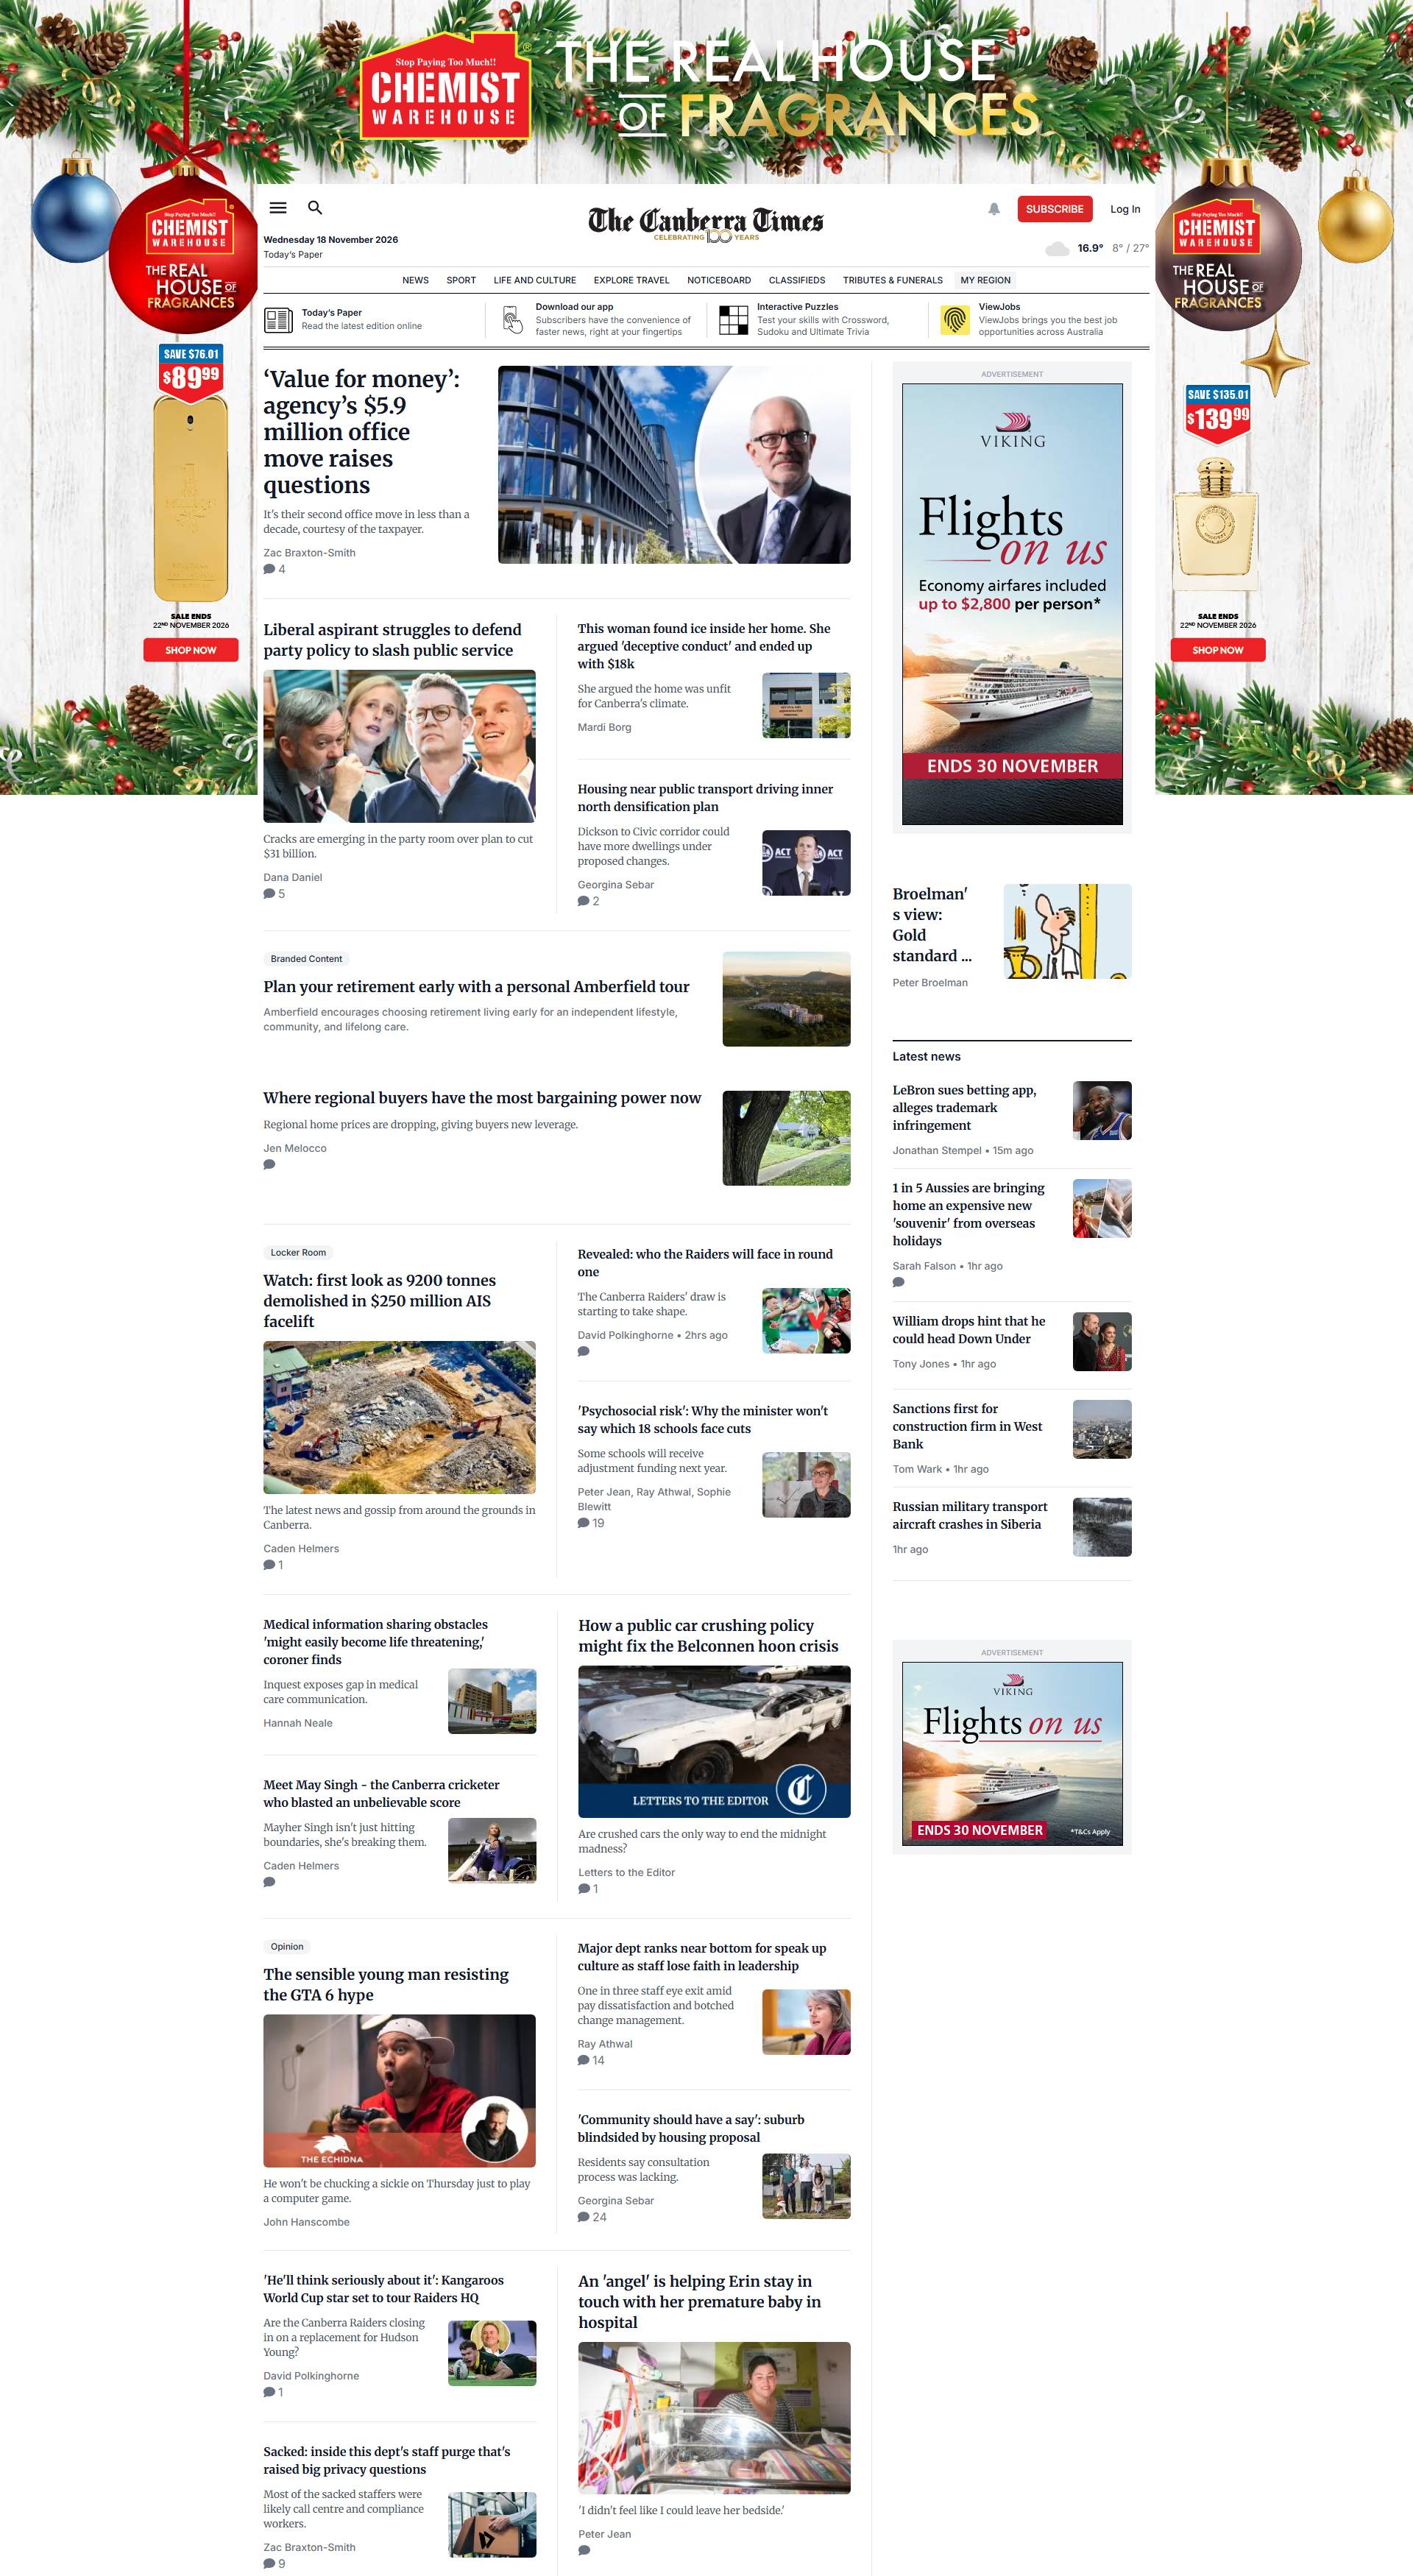 Stop Paying Too Much!!
CHEMIST
WAREHOUSE
®
THE REAL HOUSE
OF FRAGRANCES
Stop Paying Too Much!!
CHEMIST
WAREHOUSE
THE REAL
HOUSE OF
FRAGRANCES
SAVE $76.01
$89.99
SALE ENDS
22ND NOVEMBER 2026
SHOP NOW
Stop Paying Too Much!!
CHEMIST
WAREHOUSE
THE REAL
HOUSE OF
FRAGRANCES
SAVE $135.01
$139.99
SALE ENDS
22ND NOVEMBER 2026
SHOP NOW
The Canberra Times
CELEBRATING 100 YEARS
SUBSCRIBE
Log In
Wednesday 18 November 2026
Today's Paper
16.9° 8° / 27°
NEWS SPORT LIFE AND CULTURE EXPLORE TRAVEL NOTICEBOARD CLASSIFIEDS TRIBUTES & FUNERALS MY REGION
Today's Paper
Read the latest edition online
Download our app
Subscribers have the convenience of
faster news, right at your fingertips
Interactive Puzzles
Test your skills with Crossword,
Sudoku and Ultimate Trivia
ViewJobs
ViewJobs brings you the best job
opportunities across Australia
‘Value for money’:
agency’s $5.9
million office
move raises
questions
It's their second office move in less than a
decade, courtesy of the taxpayer.
Zac Braxton-Smith
4
Liberal aspirant struggles to defend
party policy to slash public service
Cracks are emerging in the party room over plan to cut
$31 billion.
Dana Daniel
5
This woman found ice inside her home. She
argued 'deceptive conduct' and ended up
with $18k
She argued the home was unfit
for Canberra's climate.
Mardi Borg
Housing near public transport driving inner
north densification plan
Dickson to Civic corridor could
have more dwellings under
proposed changes.
Georgina Sebar
2
ACT
ACT
Branded Content
Plan your retirement early with a personal Amberfield tour
Amberfield encourages choosing retirement living early for an independent lifestyle,
community, and lifelong care.
Where regional buyers have the most bargaining power now
Regional home prices are dropping, giving buyers new leverage.
Jen Melocco
Locker Room
Watch: first look as 9200 tonnes
demolished in $250 million AIS
facelift
The latest news and gossip from around the grounds in
Canberra.
Caden Helmers
1
Revealed: who the Raiders will face in round
one
The Canberra Raiders' draw is
starting to take shape.
David Polkinghorne • 2hrs ago
V
'Psychosocial risk': Why the minister won't
say which 18 schools face cuts
Some schools will receive
adjustment funding next year.
Peter Jean, Ray Athwal, Sophie
Blewitt
19
Medical information sharing obstacles
'might easily become life threatening,'
coroner finds
Inquest exposes gap in medical
care communication.
Hannah Neale
Meet May Singh - the Canberra cricketer
who blasted an unbelievable score
Mayher Singh isn't just hitting
boundaries, she's breaking them.
Caden Helmers
How a public car crushing policy
might fix the Belconnen hoon crisis
LETTERS TO THE EDITOR
C
Are crushed cars the only way to end the midnight
madness?
Letters to the Editor
1
Opinion
The sensible young man resisting
the GTA 6 hype
THE ECHIDNA
He won't be chucking a sickie on Thursday just to play
a computer game.
John Hanscombe
Major dept ranks near bottom for speak up
culture as staff lose faith in leadership
One in three staff eye exit amid
pay dissatisfaction and botched
change management.
Ray Athwal
14
'Community should have a say': suburb
blindsided by housing proposal
Residents say consultation
process was lacking.
Georgina Sebar
24
'He'll think seriously about it': Kangaroos
World Cup star set to tour Raiders HQ
Are the Canberra Raiders closing
in on a replacement for Hudson
Young?
David Polkinghorne
1
Sacked: inside this dept's staff purge that's
raised big privacy questions
Most of the sacked staffers were
likely call centre and compliance
workers.
Zac Braxton-Smith
9
An 'angel' is helping Erin stay in
touch with her premature baby in
hospital
'I didn't feel like I could leave her bedside.'
Peter Jean
ADVERTISEMENT
VIKING
Flights
on us
Economy airfares included
up to $2,800 per person*
ENDS 30 NOVEMBER
Broelman'
s view:
Gold
standard ...
Peter Broelman
Latest news
LeBron sues betting app,
alleges trademark
infringement
Jonathan Stempel • 15m ago
1 in 5 Aussies are bringing
home an expensive new
'souvenir' from overseas
holidays
Sarah Falson • 1hr ago
William drops hint that he
could head Down Under
Tony Jones • 1hr ago
Sanctions first for
construction firm in West
Bank
Tom Wark • 1hr ago
Russian military transport
aircraft crashes in Siberia
1hr ago
ADVERTISEMENT
VIKING
Flights on us
ENDS 30 NOVEMBER
*T&Cs Apply